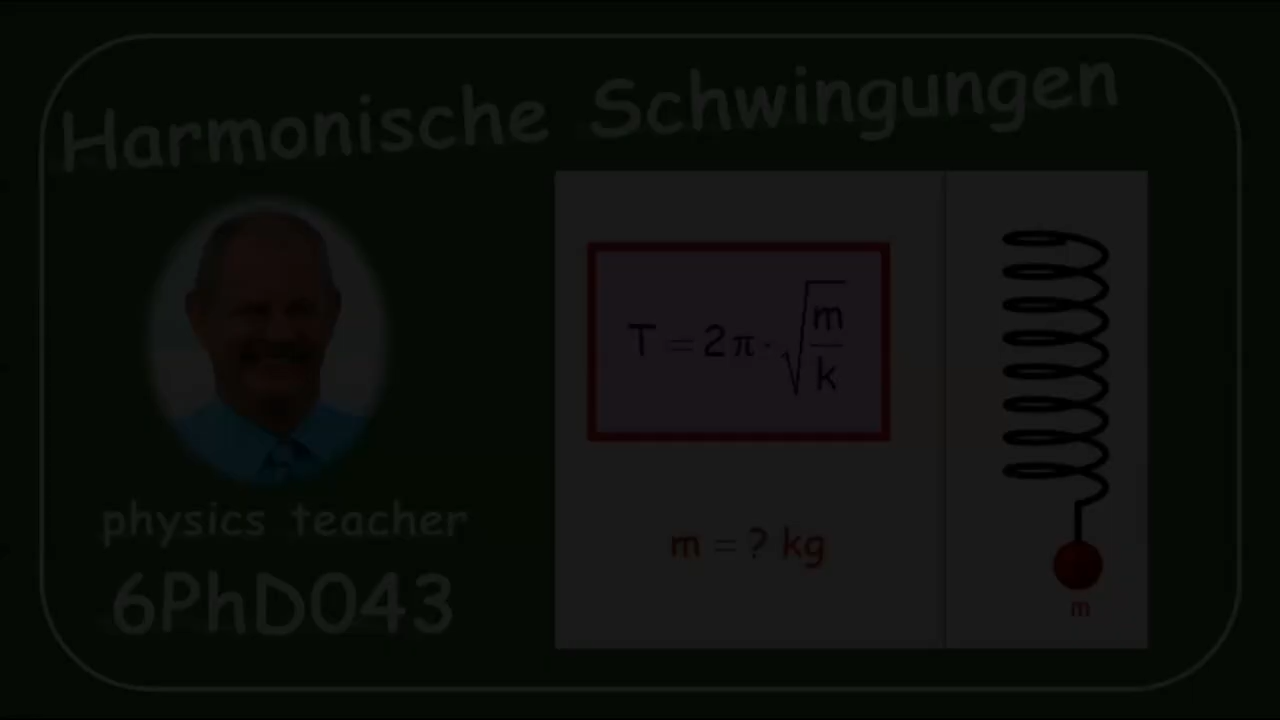 Harmonische Schwingungen
T = 2π · √(m/k)
m = ? kg
m
physics teacher
6PhD043